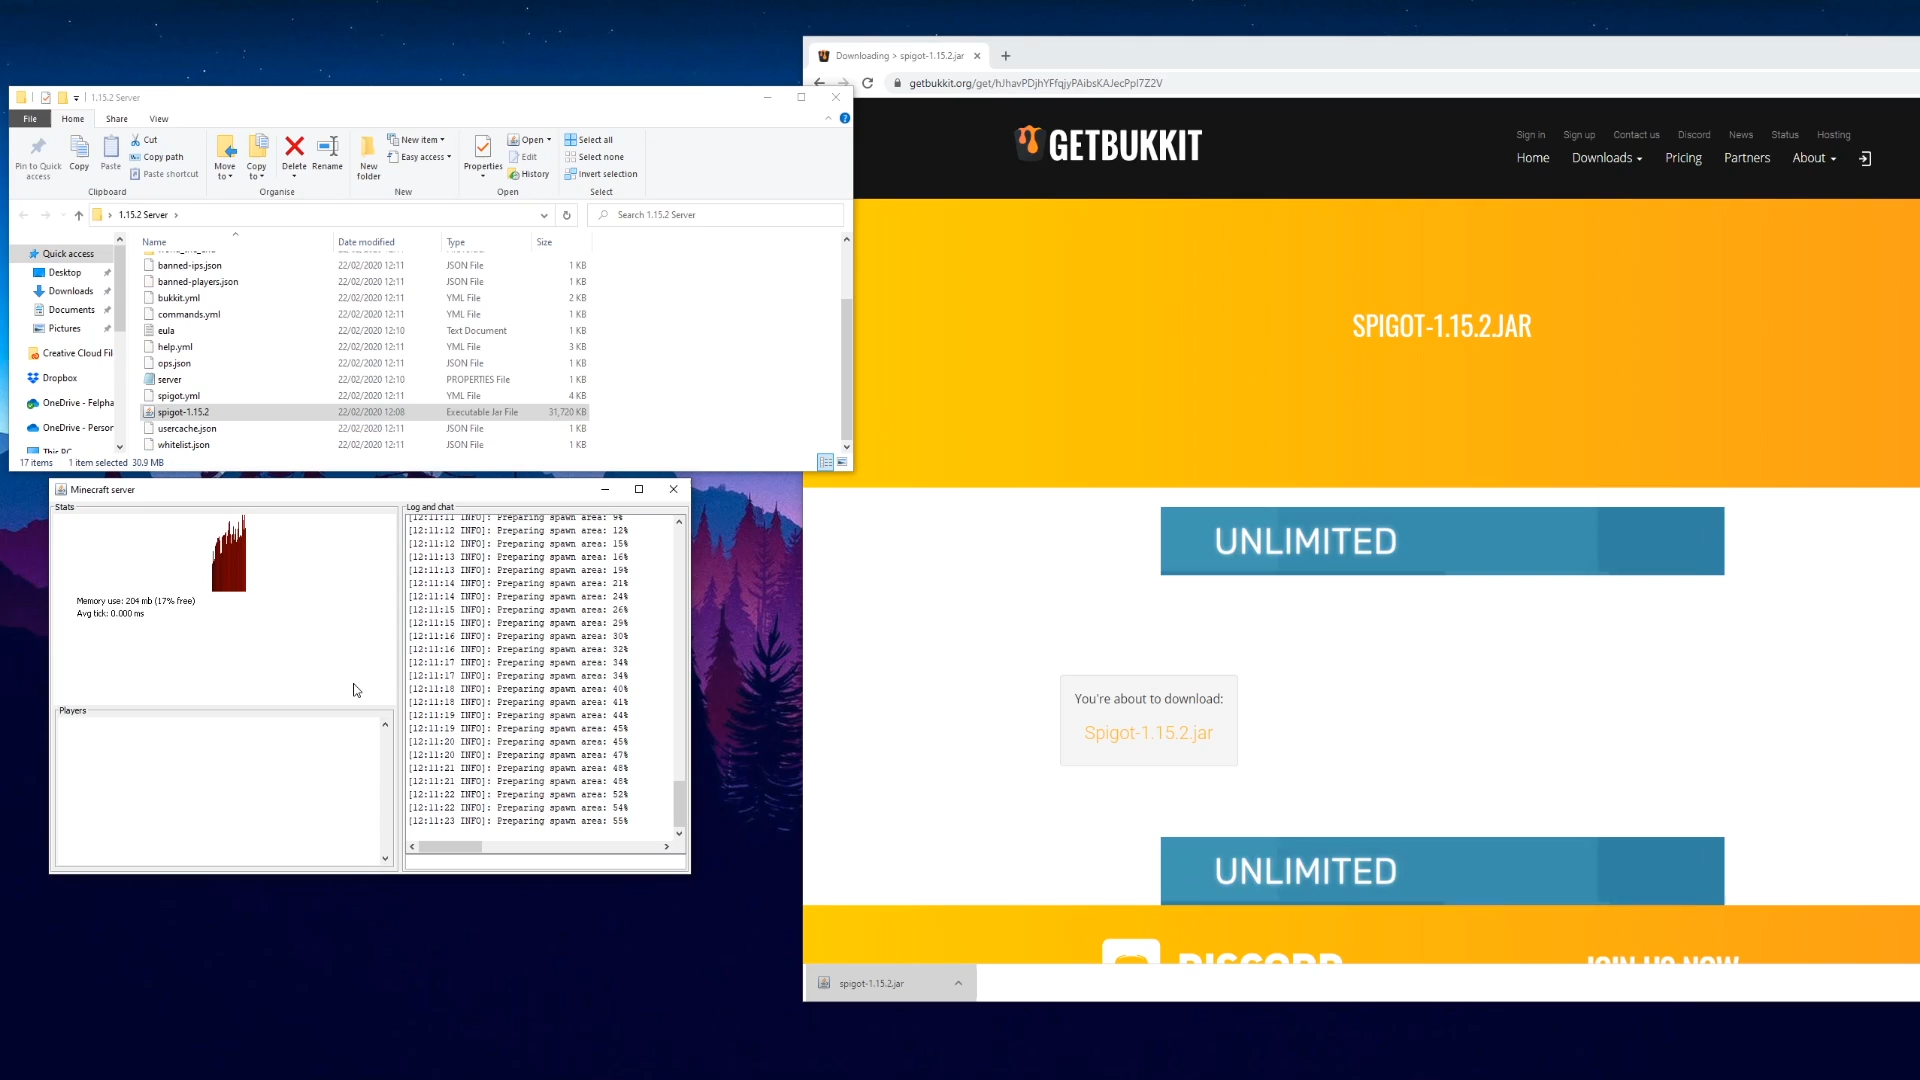 1.15.2 Server
File Home Share View
Pin to Quick access
Copy
Paste
Cut
Copy path
Paste shortcut
Clipboard
Move to
Copy to
Delete
Rename
Organise
New folder
New item
Easy access
New
Properties
Open
Edit
History
Open
Select all
Select none
Invert selection
Select
1.15.2 Server
Search 1.15.2 Server
Quick access
Desktop
Downloads
Documents
Pictures
Creative Cloud Fil
Dropbox
OneDrive - Felpha
OneDrive - Person
This PC
Name Date modified Type Size
banned-ips.json 22/02/2020 12:11 JSON File 1 KB
banned-players.json 22/02/2020 12:11 JSON File 1 KB
bukkit.yml 22/02/2020 12:11 YML File 2 KB
commands.yml 22/02/2020 12:11 YML File 1 KB
eula 22/02/2020 12:10 Text Document 1 KB
help.yml 22/02/2020 12:11 YML File 3 KB
ops.json 22/02/2020 12:11 JSON File 1 KB
server 22/02/2020 12:10 PROPERTIES File 1 KB
spigot.yml 22/02/2020 12:11 YML File 4 KB
spigot-1.15.2 22/02/2020 12:08 Executable Jar File 31,720 KB
usercache.json 22/02/2020 12:11 JSON File 1 KB
whitelist.json 22/02/2020 12:11 JSON File 1 KB
17 items 1 item selected 30.9 MB
Minecraft server
Stats
Memory use: 204 mb (17% free)
Avg tick: 0.000 ms
Players
Log and chat
[12:11:11 INFO]: Preparing spawn area: 9%
[12:11:12 INFO]: Preparing spawn area: 12%
[12:11:12 INFO]: Preparing spawn area: 15%
[12:11:13 INFO]: Preparing spawn area: 16%
[12:11:13 INFO]: Preparing spawn area: 19%
[12:11:14 INFO]: Preparing spawn area: 21%
[12:11:14 INFO]: Preparing spawn area: 24%
[12:11:15 INFO]: Preparing spawn area: 26%
[12:11:15 INFO]: Preparing spawn area: 29%
[12:11:16 INFO]: Preparing spawn area: 30%
[12:11:16 INFO]: Preparing spawn area: 32%
[12:11:17 INFO]: Preparing spawn area: 34%
[12:11:17 INFO]: Preparing spawn area: 34%
[12:11:18 INFO]: Preparing spawn area: 40%
[12:11:18 INFO]: Preparing spawn area: 41%
[12:11:19 INFO]: Preparing spawn area: 44%
[12:11:19 INFO]: Preparing spawn area: 45%
[12:11:20 INFO]: Preparing spawn area: 45%
[12:11:20 INFO]: Preparing spawn area: 47%
[12:11:21 INFO]: Preparing spawn area: 48%
[12:11:21 INFO]: Preparing spawn area: 48%
[12:11:22 INFO]: Preparing spawn area: 52%
[12:11:22 INFO]: Preparing spawn area: 54%
[12:11:23 INFO]: Preparing spawn area: 55%
Downloading > spigot-1.15.2.jar
getbukkit.org/get/hJhavPDjhYFfqjyPAibsKAJecPpl7Z2V
GETBUKKIT
Sign in Sign up Contact us Discord News Status Hosting
Home Downloads Pricing Partners About
SPIGOT-1.15.2.JAR
UNLIMITED
You're about to download:
Spigot-1.15.2.jar
UNLIMITED
DISCORD
JOIN US NOW
spigot-1.15.2.jar